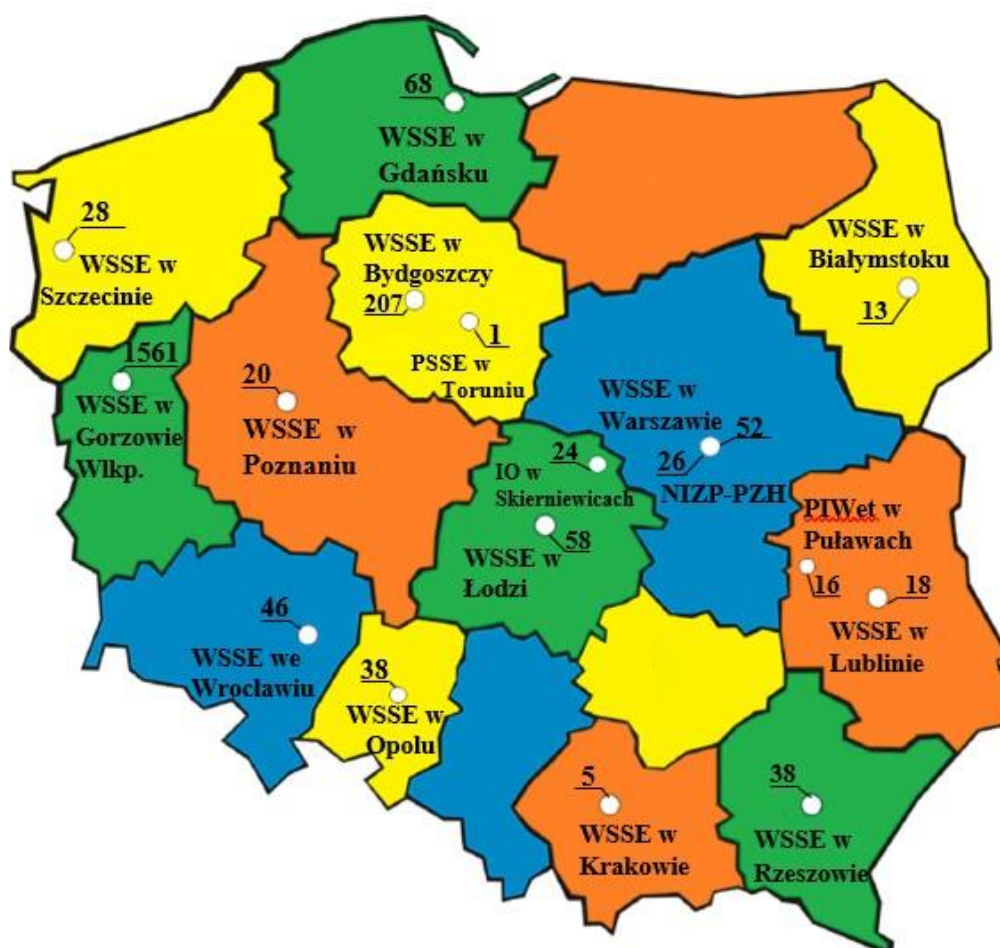 68
WSSE w
Gdańsku
28
WSSE w
Szczecinie
WSSE w
Bydgoszczy
207
1
PSSE w
Toruniu
WSSE w
Białymstoku
13
1561
WSSE w
Gorzowie
Wlkp.
20
WSSE w
Poznaniu
WSSE w
Warszawie
52
26
NIZP-PZH
24
IO w
Skierniewicach
58
WSSE w
Łodzi
PIWet w
Puławach
16
18
WSSE w
Lublinie
46
WSSE we
Wrocławiu
38
WSSE w
Opolu
5
WSSE w
Krakowie
38
WSSE w
Rzeszowie